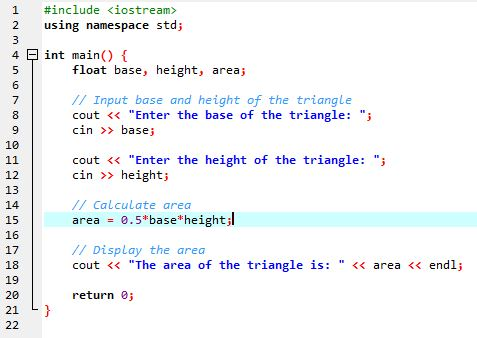 1 #include <iostream>
2 using namespace std;
3
4 int main() {
5 float base, height, area;
6
7 // Input base and height of the triangle
8 cout << "Enter the base of the triangle: ";
9 cin >> base;
10
11 cout << "Enter the height of the triangle: ";
12 cin >> height;
13
14 // Calculate area
15 area = 0.5*base*height;
16
17 // Display the area
18 cout << "The area of the triangle is: " << area << endl;
19
20 return 0;
21 }
22